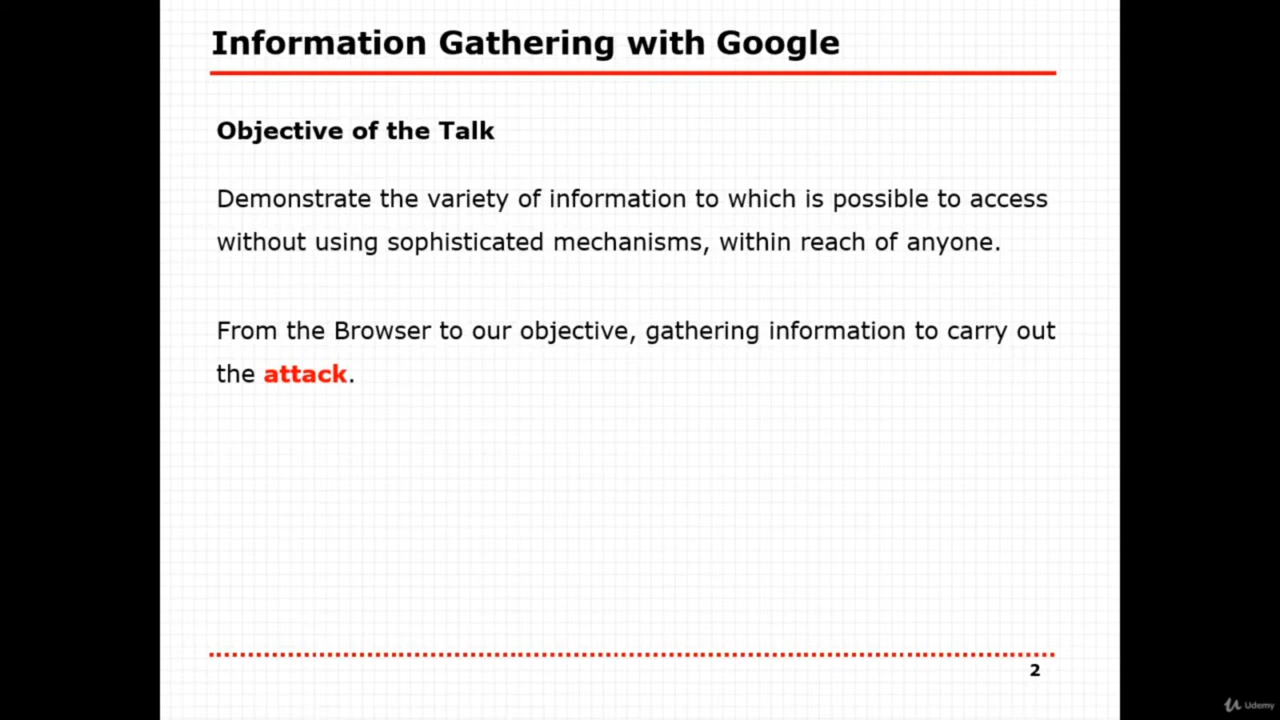 Information Gathering with Google
Objective of the Talk
Demonstrate the variety of information to which is possible to access
without using sophisticated mechanisms, within reach of anyone.
From the Browser to our objective, gathering information to carry out
the attack.
2
Udemy